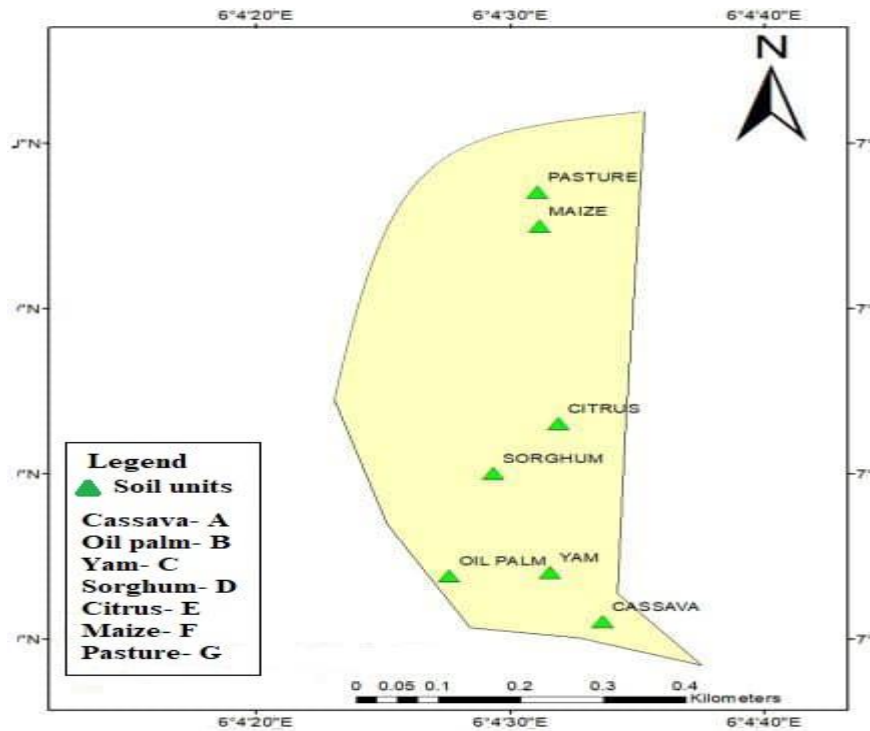 6°4'20"E 6°4'30"E 6°4'40"E
N
PASTURE
MAIZE
CITRUS
SORGHUM
OIL PALM YAM
CASSAVA
Legend
Soil units
Cassava- A
Oil palm- B
Yam- C
Sorghum- D
Citrus- E
Maize- F
Pasture- G
0 0.05 0.1 0.2 0.3 0.4
Kilometers
6°4'20"E 6°4'30"E 6°4'40"E